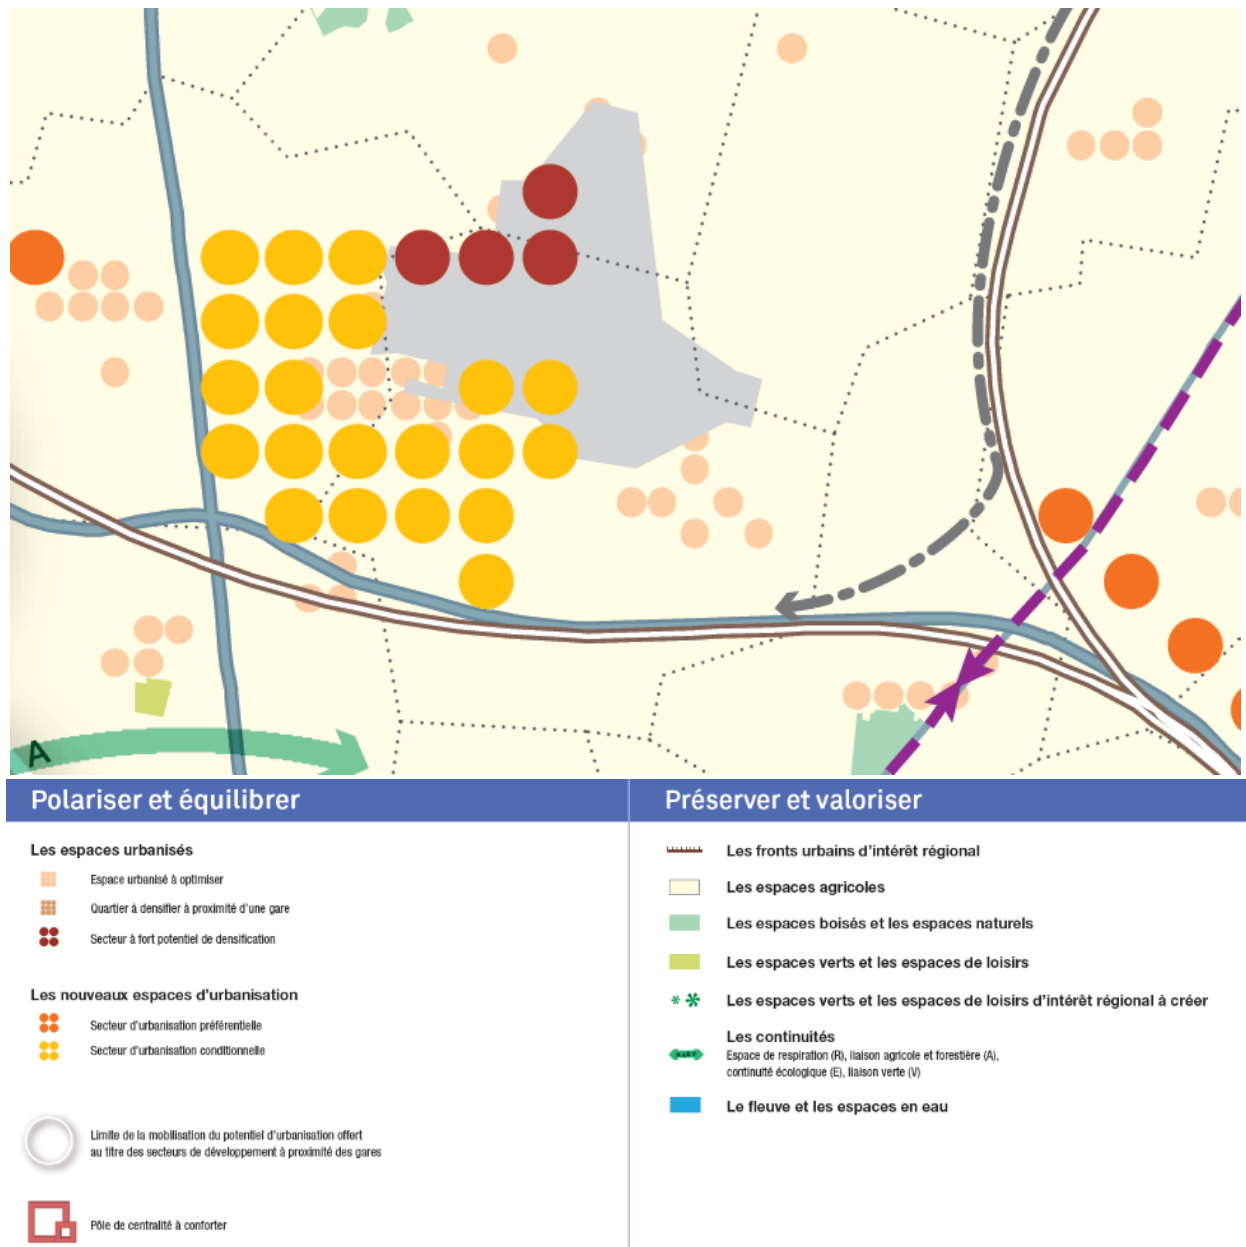 A
Polariser et équilibrer
Les espaces urbanisés
Espace urbanisé à optimiser
Quartier à densifier à proximité d'une gare
Secteur à fort potentiel de densification
Les nouveaux espaces d'urbanisation
Secteur d'urbanisation préférentielle
Secteur d'urbanisation conditionnelle
Limite de la mobilisation du potentiel d'urbanisation offert
au titre des secteurs de développement à proximité des gares
Pôle de centralité à conforter
Préserver et valoriser
Les fronts urbains d'intérêt régional
Les espaces agricoles
Les espaces boisés et les espaces naturels
Les espaces verts et les espaces de loisirs
Les espaces verts et les espaces de loisirs d'intérêt régional à créer
Les continuités
Espace de respiration (R), liaison agricole et forestière (A),
continuité écologique (E), liaison verte (V)
Le fleuve et les espaces en eau